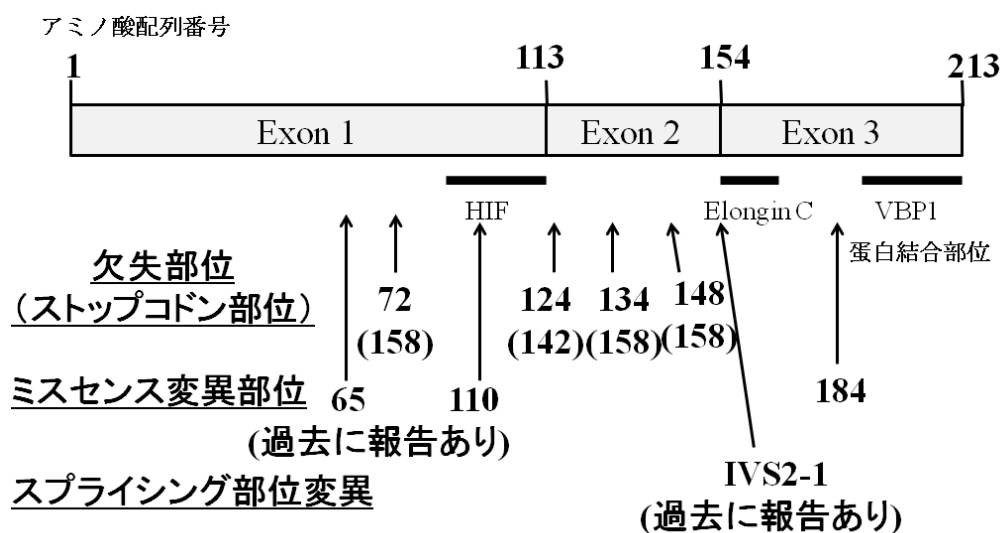 アミノ酸配列番号
1 113 154 213
Exon 1 Exon 2 Exon 3
HIF Elongin C VBP1
蛋白結合部位
欠失部位
(ストップコドン部位)
72 124 134 148
(158) (142) (158) (158)
ミスセンス変異部位 65 110 184
(過去に報告あり)
IVS2-1
スプライシング部位変異
(過去に報告あり)